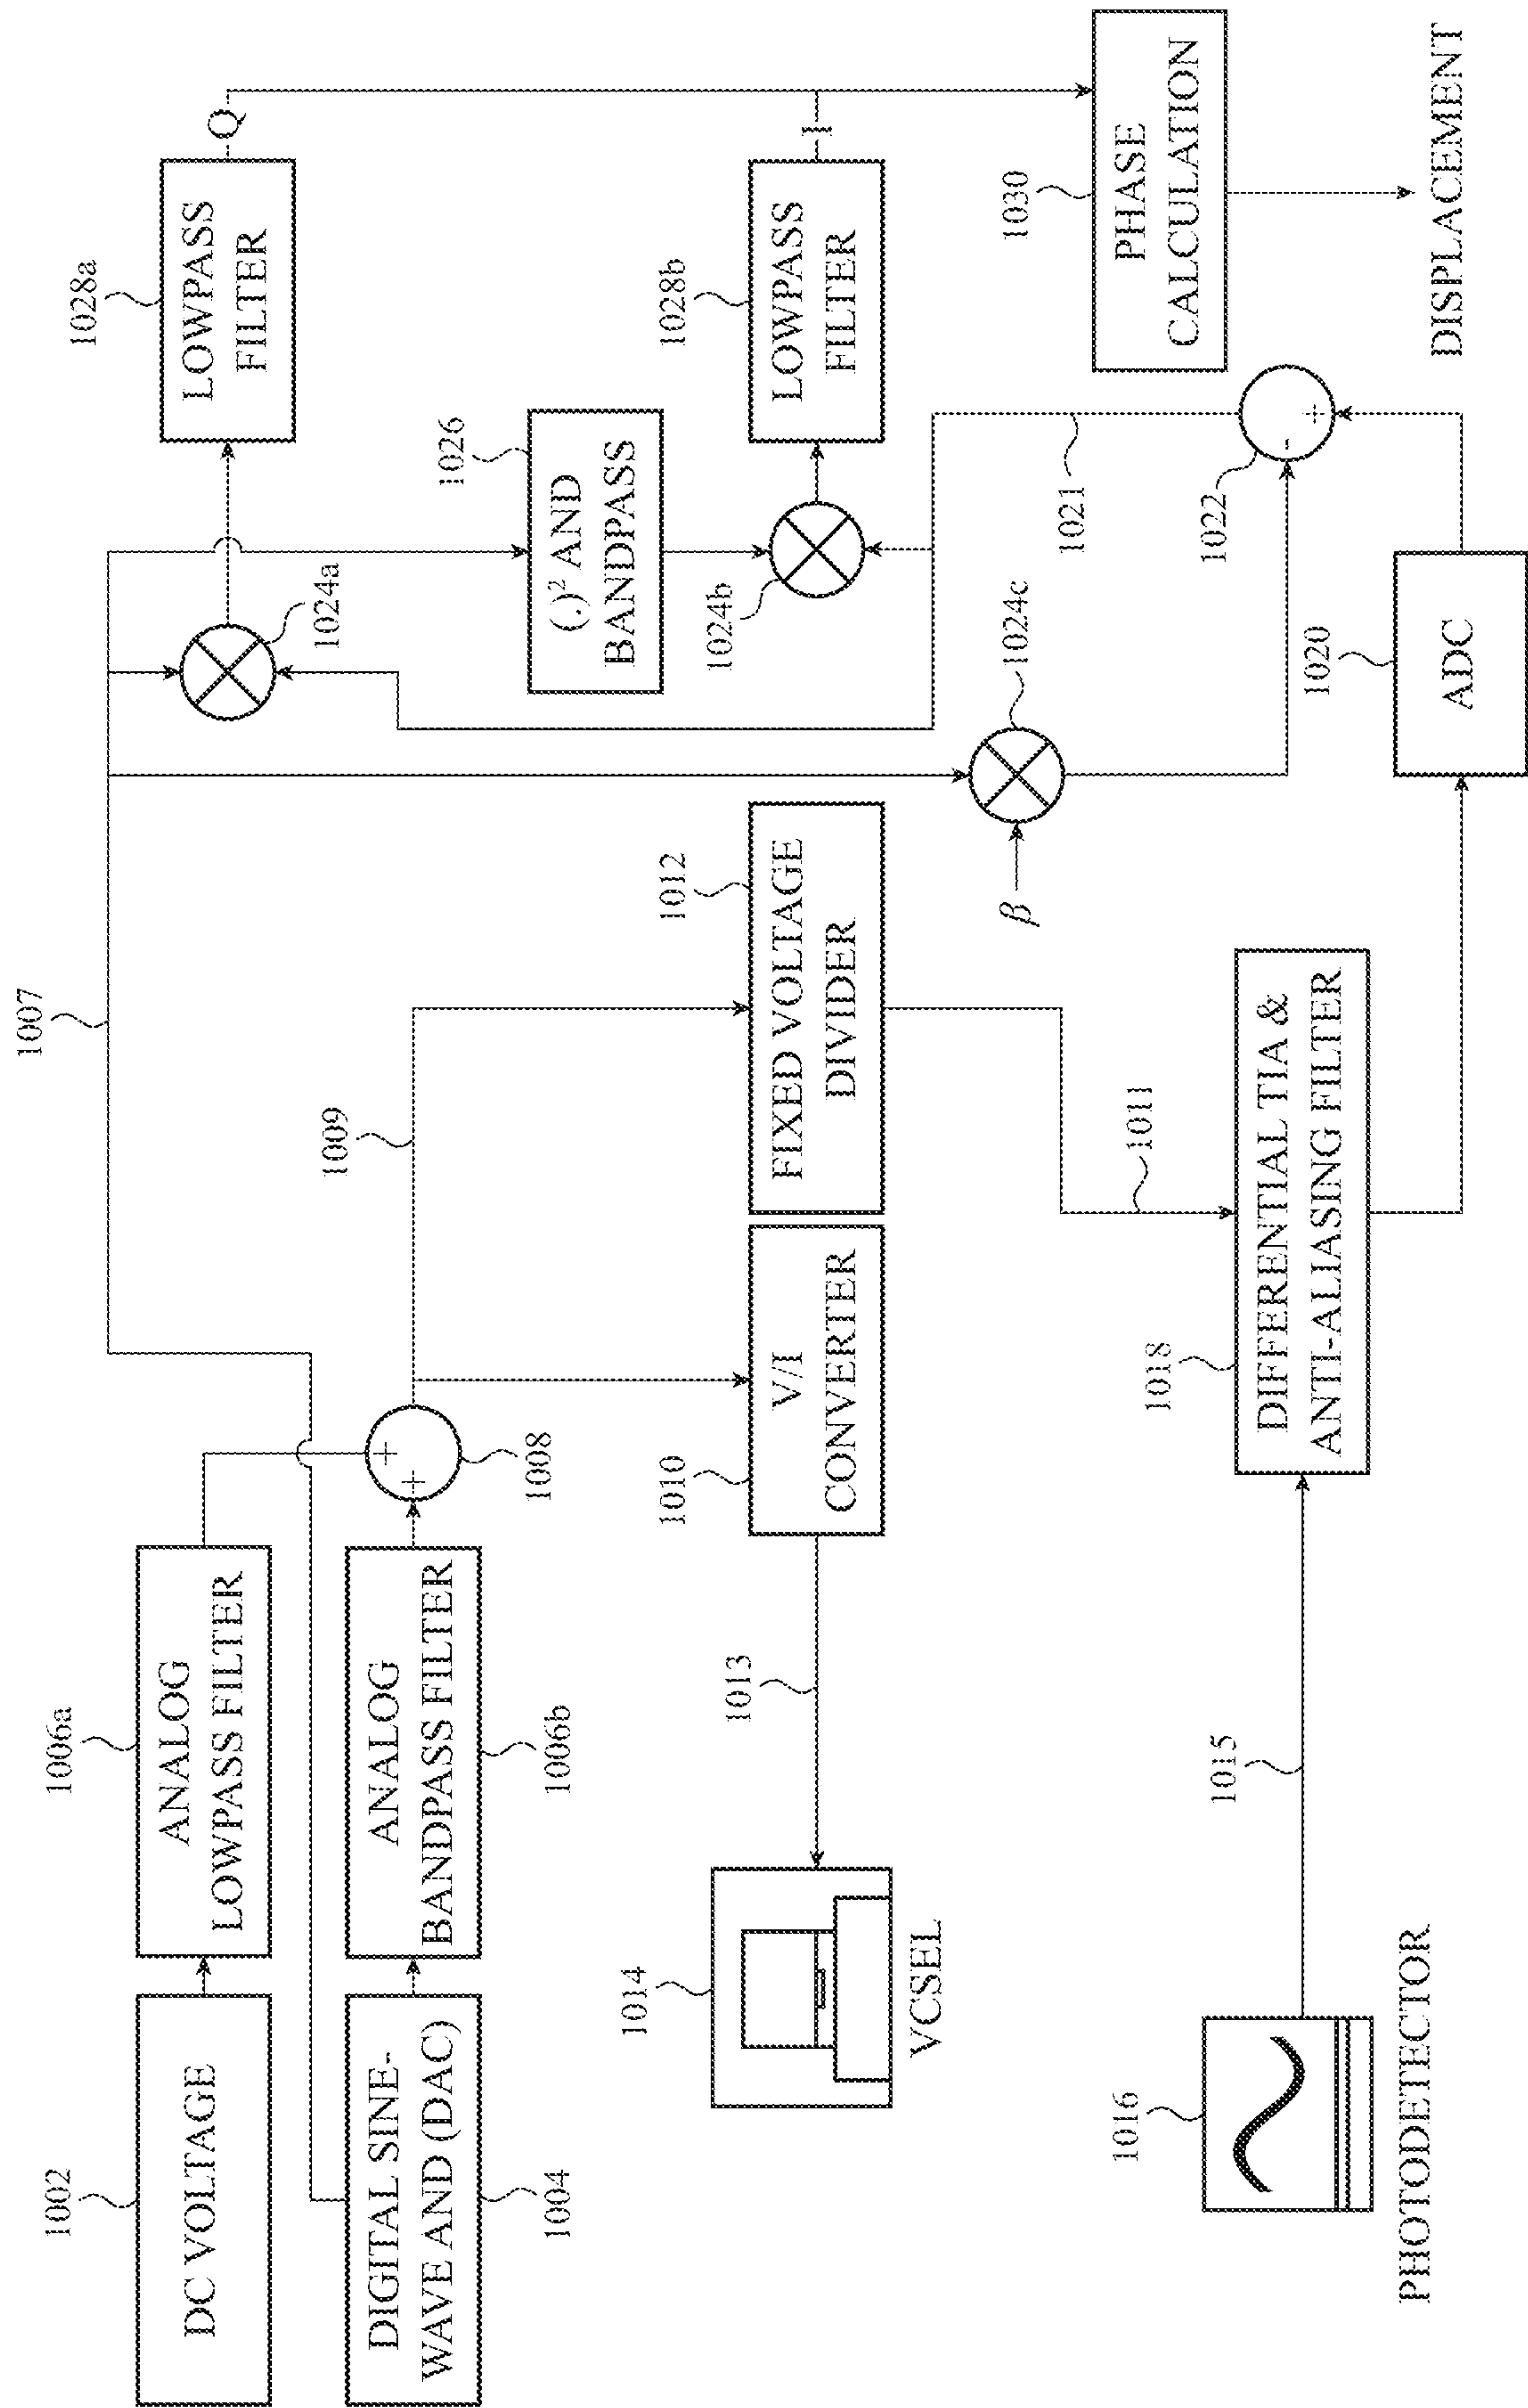 1002
DC VOLTAGE
1006a
ANALOG
LOWPASS FILTER
1004
DIGITAL SINE-
WAVE AND (DAC)
1006b
ANALOG
BANDPASS FILTER
+
+
1008
1007
1009
1010
V/I
CONVERTER
1012
FIXED VOLTAGE
DIVIDER
1013
1014
VCSEL
1011
1016
PHOTODETECTOR
1015
1018
DIFFERENTIAL TIA &
ANTI-ALIASING FILTER
1020
ADC
β
1024c
1022
-
+
1021
1024a
1028a
LOWPASS
FILTER
Q
1026
(.)² AND
BANDPASS
1024b
1028b
LOWPASS
FILTER
I
1030
PHASE
CALCULATION
DISPLACEMENT